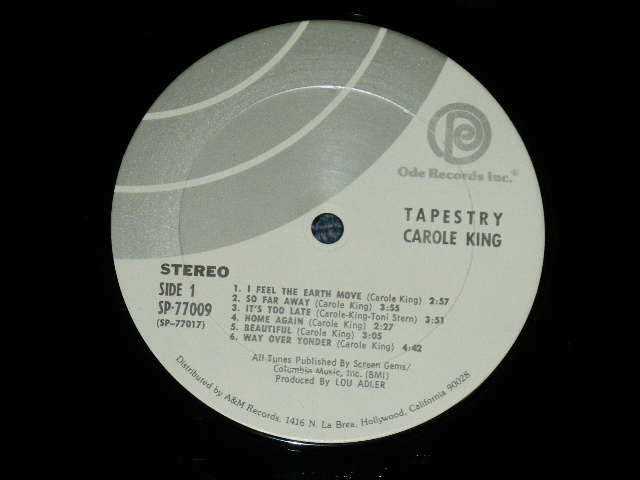 Ode Records Inc.®
TAPESTRY
CAROLE KING
STEREO
SIDE 1
SP-77009
(SP-77017)
1. I FEEL THE EARTH MOVE (Carole King) 2:57
2. SO FAR AWAY (Carole King) 3:55
3. IT'S TOO LATE (Carole-King-Toni Stern) 3:51
4. HOME AGAIN (Carole King) 2:27
5. BEAUTIFUL (Carole King) 3:05
6. WAY OVER YONDER (Carole King) 4:42
All Tunes Published By Screen Gems/
Columbia Music, Inc. (BMI)
Produced By LOU ADLER
Distributed by A&M Records, 1416 N. La Brea, Hollywood, California 90028